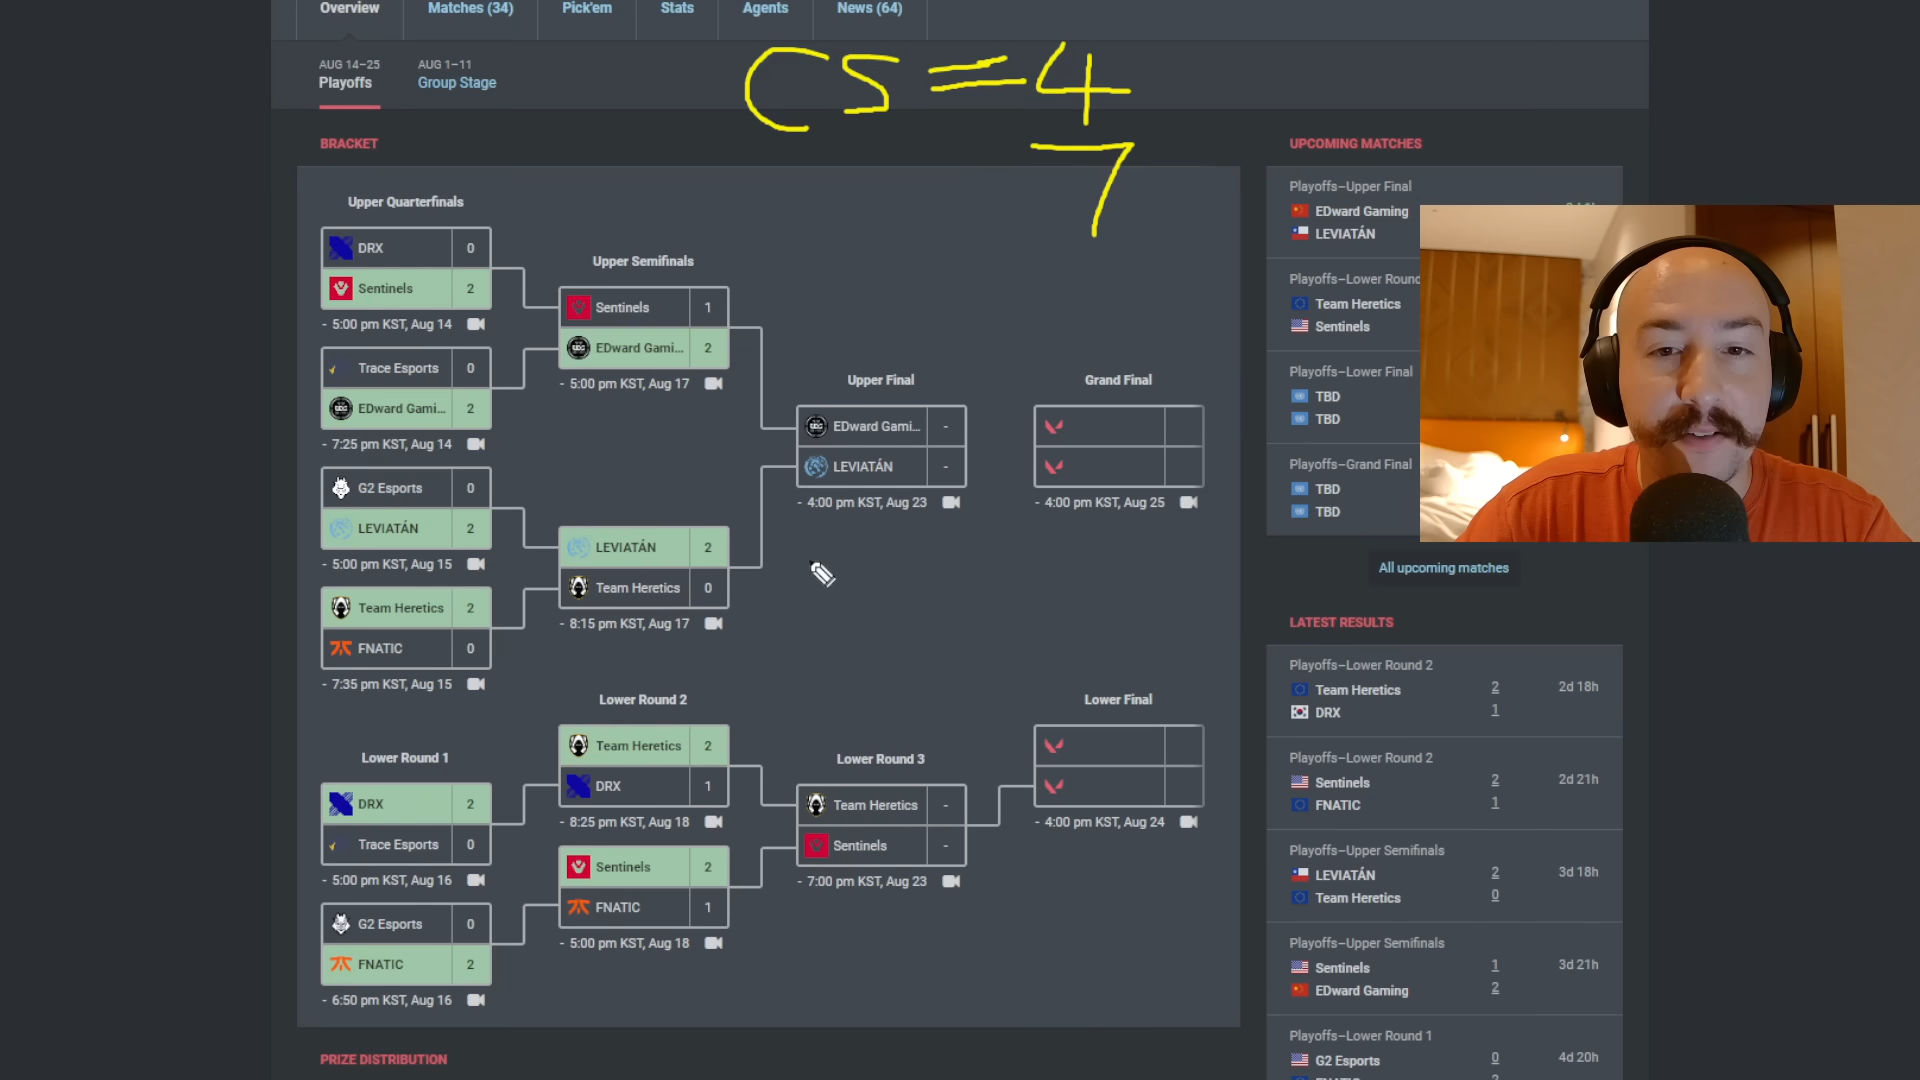 Overview Matches (34) Pick'em Stats Agents News (64)
AUG 14–25 AUG 1–11
Playoffs Group Stage
CS = 4
7
BRACKET
Upper Quarterfinals
DRX 0
Sentinels 2
- 5:00 pm KST, Aug 14
Trace Esports 0
EDward Gami... 2
- 7:25 pm KST, Aug 14
G2 Esports 0
LEVIATÁN 2
- 5:00 pm KST, Aug 15
Team Heretics 2
FNATIC 0
- 7:35 pm KST, Aug 15
Upper Semifinals
Sentinels 1
EDward Gami... 2
- 5:00 pm KST, Aug 17
LEVIATÁN 2
Team Heretics 0
- 8:15 pm KST, Aug 17
Upper Final
EDward Gami... -
LEVIATÁN -
- 4:00 pm KST, Aug 23
Grand Final
- 4:00 pm KST, Aug 25
Lower Round 1
DRX 2
Trace Esports 0
- 5:00 pm KST, Aug 16
G2 Esports 0
FNATIC 2
- 6:50 pm KST, Aug 16
Lower Round 2
Team Heretics 2
DRX 1
- 8:25 pm KST, Aug 18
Sentinels 2
FNATIC 1
- 5:00 pm KST, Aug 18
Lower Round 3
Team Heretics -
Sentinels -
- 7:00 pm KST, Aug 23
Lower Final
- 4:00 pm KST, Aug 24
PRIZE DISTRIBUTION
UPCOMING MATCHES
Playoffs–Upper Final
EDward Gaming
LEVIATÁN
Playoffs–Lower Round
Team Heretics
Sentinels
Playoffs–Lower Final
TBD
TBD
Playoffs–Grand Final
TBD
TBD
All upcoming matches
LATEST RESULTS
Playoffs–Lower Round 2
Team Heretics 2 2d 18h
DRX 1
Playoffs–Lower Round 2
Sentinels 2 2d 21h
FNATIC 1
Playoffs–Upper Semifinals
LEVIATÁN 2 3d 18h
Team Heretics 0
Playoffs–Upper Semifinals
Sentinels 1 3d 21h
EDward Gaming 2
Playoffs–Lower Round 1
G2 Esports 0 4d 20h